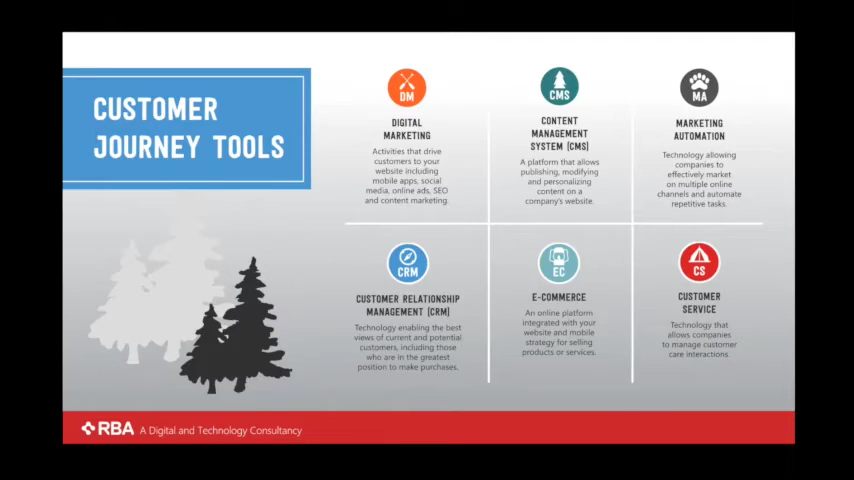 CUSTOMER
JOURNEY TOOLS
DM
DIGITAL
MARKETING
Activities that drive
customers to your
website including
mobile apps, social
media, online ads, SEO
and content marketing.
CMS
CONTENT
MANAGEMENT
SYSTEM (CMS)
A platform that allows
publishing, modifying
and personalizing
content on a
company's website.
MA
MARKETING
AUTOMATION
Technology allowing
companies to
effectively market
on multiple online
channels and automate
repetitive tasks.
CRM
CUSTOMER RELATIONSHIP
MANAGEMENT (CRM)
Technology enabling the best
views of current and potential
customers, including those
who are in the greatest
position to make purchases.
EC
E-COMMERCE
An online platform
integrated with your
website and mobile
strategy for selling
products or services.
CS
CUSTOMER
SERVICE
Technology that
allows companies
to manage customer
care interactions.
RBA A Digital and Technology Consultancy